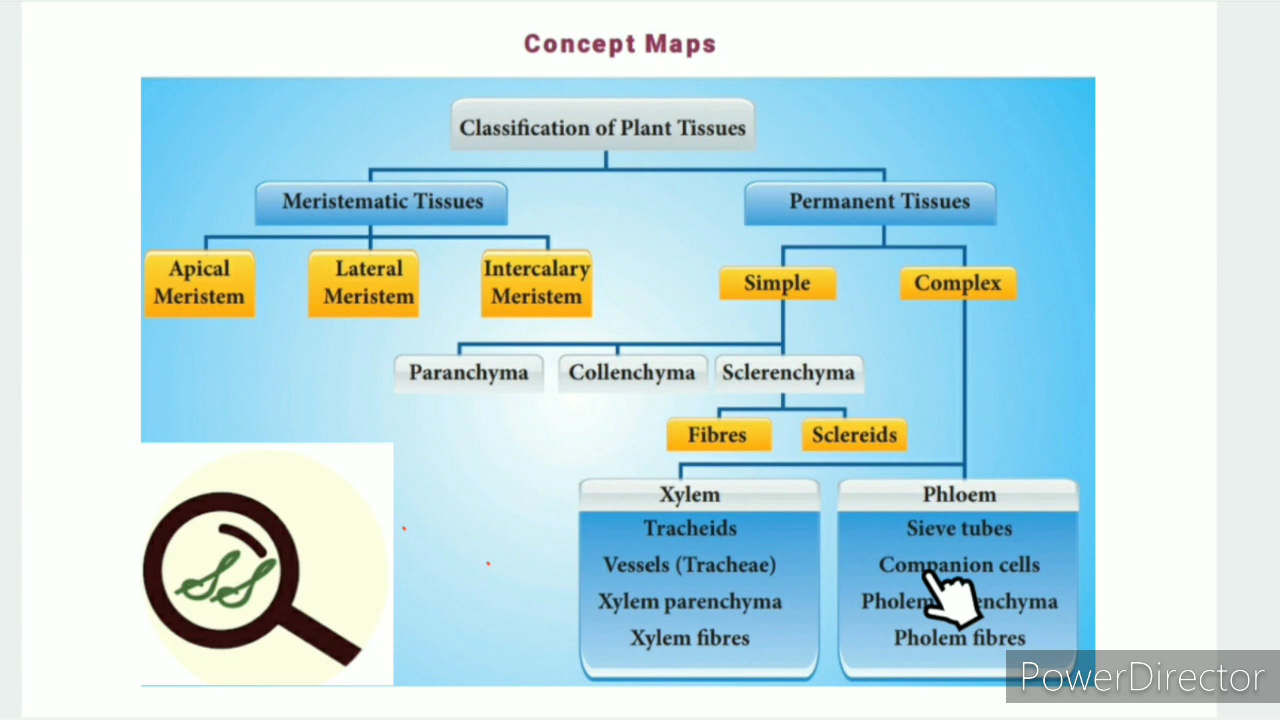 Concept Maps
Classification of Plant Tissues
Meristematic Tissues
Permanent Tissues
Apical
Meristem
Lateral
Meristem
Intercalary
Meristem
Simple
Complex
Paranchyma
Collenchyma
Sclerenchyma
Fibres
Sclereids
Xylem
Tracheids
Vessels (Tracheae)
Xylem parenchyma
Xylem fibres
Phloem
Sieve tubes
Companion cells
Pholem
Pholem fibres
PowerDirector